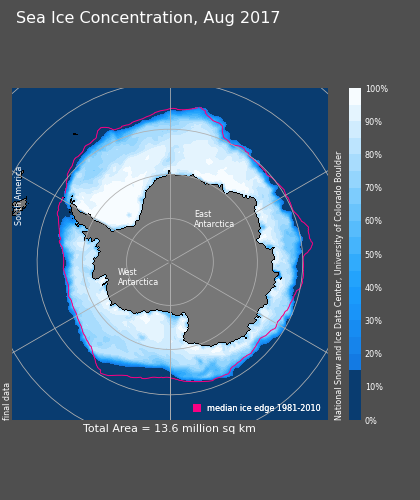 Sea Ice Concentration, Aug 2017
South America
East
Antarctica
West
Antarctica
median ice edge 1981-2010
final data
Total Area = 13.6 million sq km
National Snow and Ice Data Center, University of Colorado Boulder
100%
90%
80%
70%
60%
50%
40%
30%
20%
10%
0%